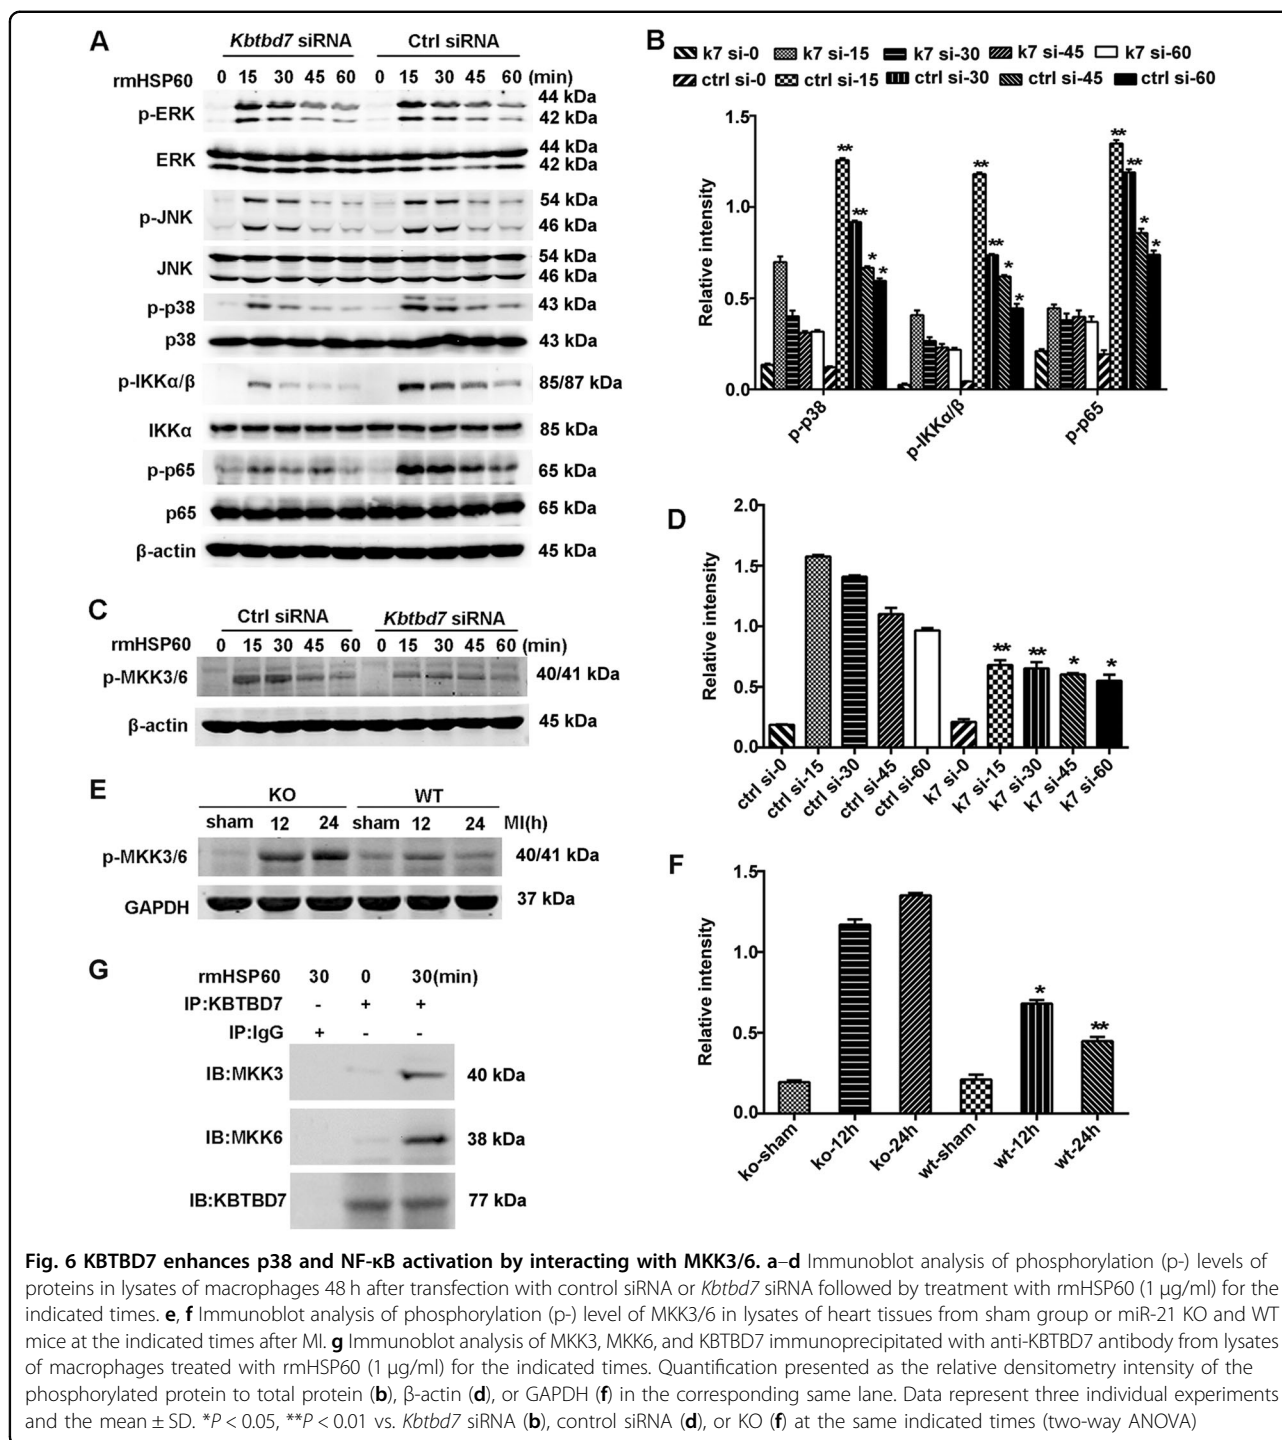 A
Kbtbd7 siRNA Ctrl siRNA
rmHSP60 0 15 30 45 60 0 15 30 45 60 (min)
p-ERK 44 kDa
42 kDa
ERK 44 kDa
42 kDa
p-JNK 54 kDa
46 kDa
JNK 54 kDa
46 kDa
p-p38 43 kDa
p38 43 kDa
p-IKKα/β 85/87 kDa
IKKα 85 kDa
p-p65 65 kDa
p65 65 kDa
β-actin 45 kDa
B
k7 si-0 k7 si-15 k7 si-30 k7 si-45 k7 si-60
ctrl si-0 ctrl si-15 ctrl si-30 ctrl si-45 ctrl si-60
Relative intensity
1.5
1.0
0.5
0.0
** ** * *
** ** * *
** ** * *
p-p38 p-IKKα/β p-p65
C
Ctrl siRNA Kbtbd7 siRNA
rmHSP60 0 15 30 45 60 0 15 30 45 60 (min)
p-MKK3/6 40/41 kDa
β-actin 45 kDa
D
Relative intensity
2.0
1.5
1.0
0.5
0.0
** ** * *
ctrl si-0 ctrl si-15 ctrl si-30 ctrl si-45 ctrl si-60 k7 si-0 k7 si-15 k7 si-30 k7 si-45 k7 si-60
E
KO WT
sham 12 24 sham 12 24 MI(h)
p-MKK3/6 40/41 kDa
GAPDH 37 kDa
F
Relative intensity
1.5
1.0
0.5
0.0
* **
ko-sham ko-12h ko-24h wt-sham wt-12h wt-24h
G
rmHSP60 30 0 30(min)
IP:KBTBD7 - + +
IP:IgG + - -
IB:MKK3 40 kDa
IB:MKK6 38 kDa
IB:KBTBD7 77 kDa
Fig. 6 KBTBD7 enhances p38 and NF-κB activation by interacting with MKK3/6. a–d Immunoblot analysis of phosphorylation (p-) levels of
proteins in lysates of macrophages 48 h after transfection with control siRNA or Kbtbd7 siRNA followed by treatment with rmHSP60 (1 μg/ml) for the
indicated times. e, f Immunoblot analysis of phosphorylation (p-) level of MKK3/6 in lysates of heart tissues from sham group or miR-21 KO and WT
mice at the indicated times after MI. g Immunoblot analysis of MKK3, MKK6, and KBTBD7 immunoprecipitated with anti-KBTBD7 antibody from lysates
of macrophages treated with rmHSP60 (1 μg/ml) for the indicated times. Quantification presented as the relative densitometry intensity of the
phosphorylated protein to total protein (b), β-actin (d), or GAPDH (f) in the corresponding same lane. Data represent three individual experiments
and the mean ± SD. *P < 0.05, **P < 0.01 vs. Kbtbd7 siRNA (b), control siRNA (d), or KO (f) at the same indicated times (two-way ANOVA)